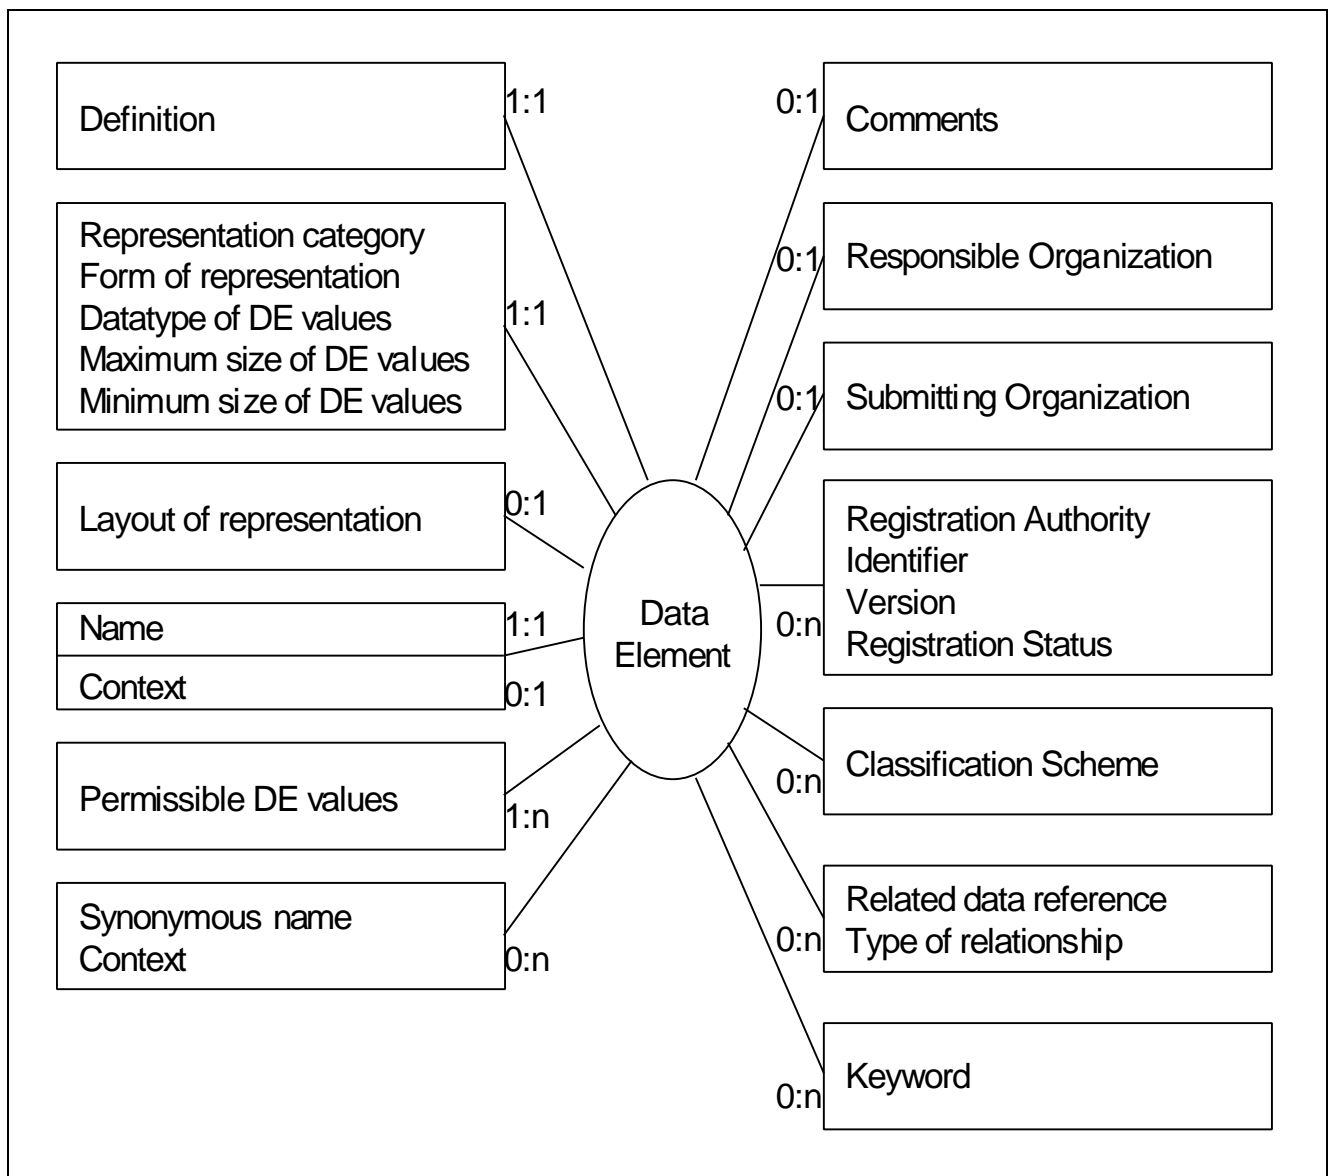 Definition
1:1
Representation category
Form of representation
Datatype of DE values
Maximum size of DE values
Minimum size of DE values
1:1
Layout of representation
0:1
Name
1:1
Context
0:1
Permissible DE values
1:n
Synonymous name
Context
0:n
Data
Element
0:1
Comments
0:1
Responsible Organization
0:1
Submitting Organization
Registration Authority
Identifier
Version
Registration Status
0:n
Classification Scheme
0:n
Related data reference
Type of relationship
0:n
Keyword
0:n